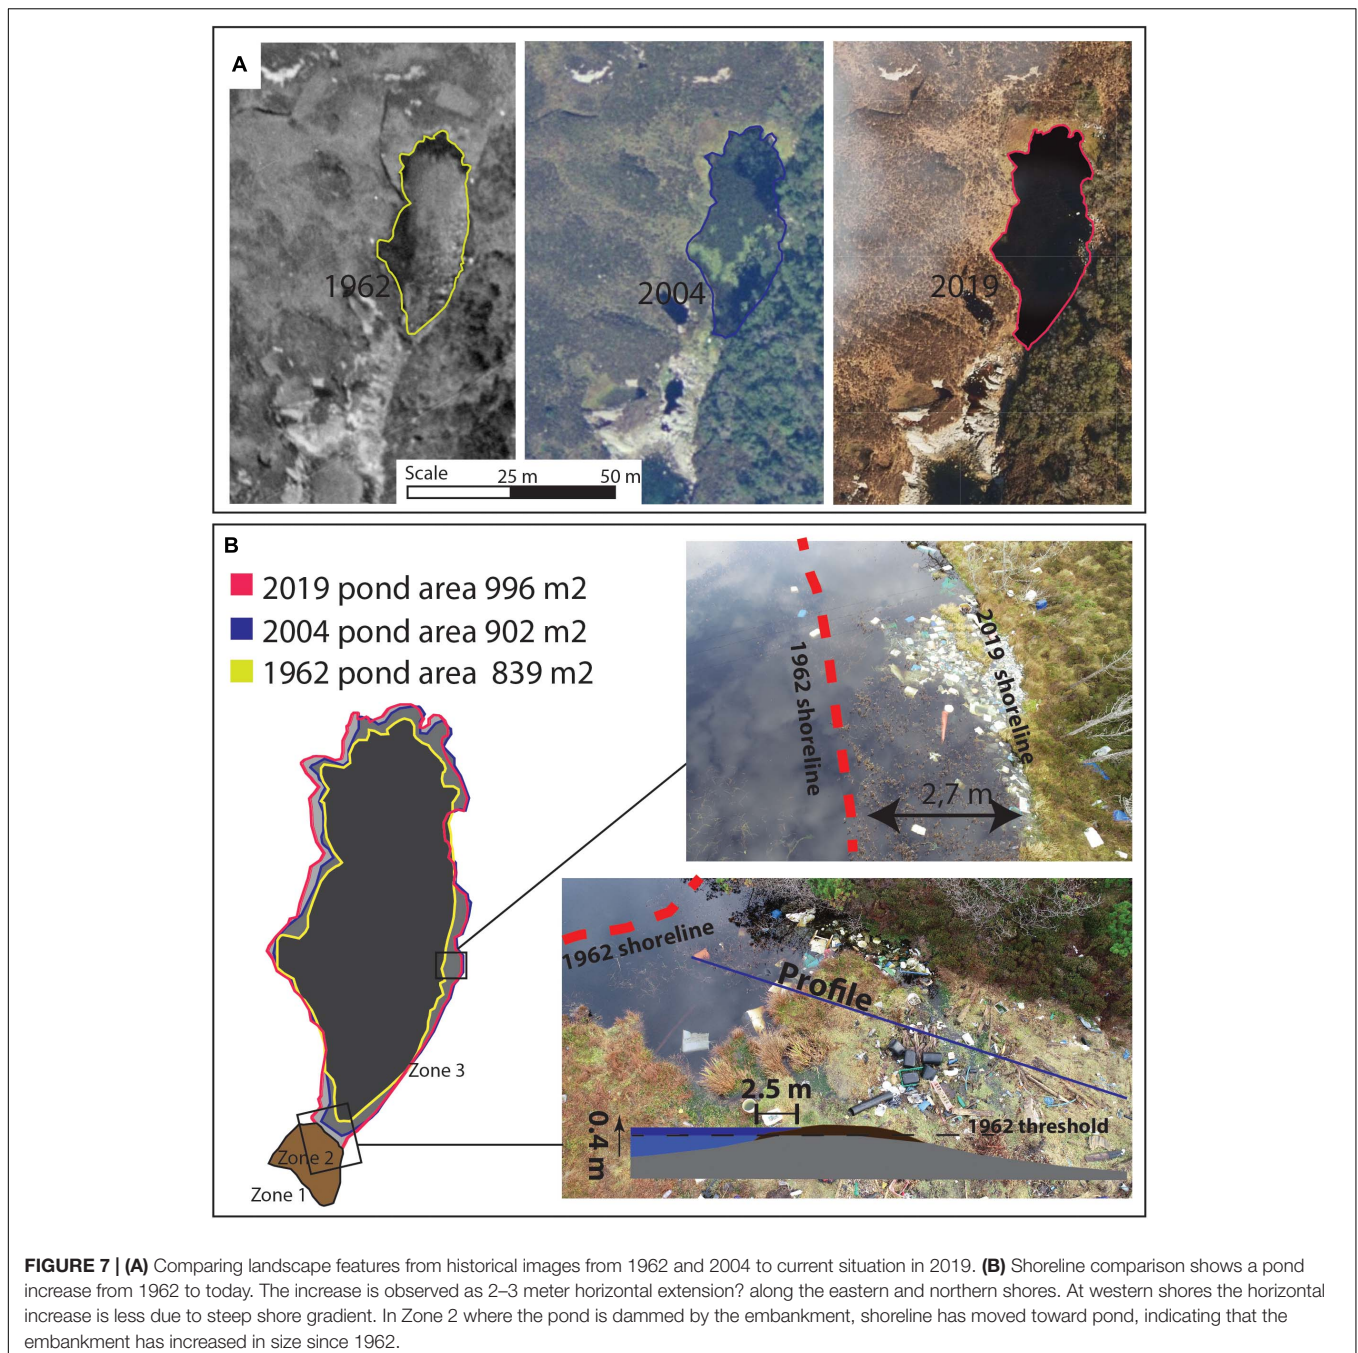 A
1962
2004
2019
Scale
25 m
50 m
B
2019 pond area 996 m2
2004 pond area 902 m2
1962 pond area 839 m2
1962 shoreline
2019 shoreline
2,7 m
1962 shoreline
Profile
Zone 3
2.5 m
0.4 m
1962 threshold
Zone 2
Zone 1
FIGURE 7 | (A) Comparing landscape features from historical images from 1962 and 2004 to current situation in 2019. (B) Shoreline comparison shows a pond
increase from 1962 to today. The increase is observed as 2–3 meter horizontal extension? along the eastern and northern shores. At western shores the horizontal
increase is less due to steep shore gradient. In Zone 2 where the pond is dammed by the embankment, shoreline has moved toward pond, indicating that the
embankment has increased in size since 1962.